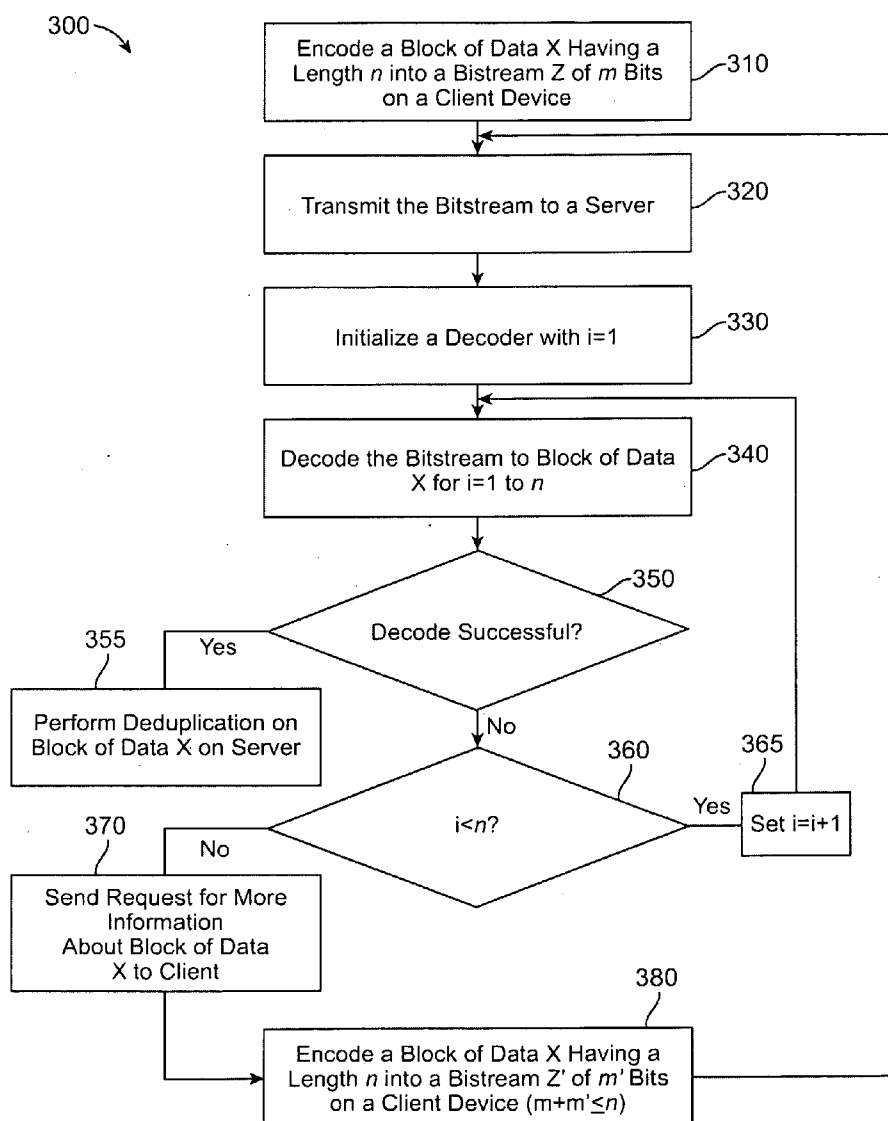 300
Encode a Block of Data X Having a
Length n into a Bistream Z of m Bits
on a Client Device
310
Transmit the Bitstream to a Server
320
Initialize a Decoder with i=1
330
Decode the Bitstream to Block of Data
X for i=1 to n
340
Decode Successful?
350
Yes
355
Perform Deduplication on
Block of Data X on Server
No
i<n?
360
Yes
365
Set i=i+1
No
370
Send Request for More
Information
About Block of Data
X to Client
380
Encode a Block of Data X Having a
Length n into a Bistream Z' of m' Bits
on a Client Device (m+m'≤n)